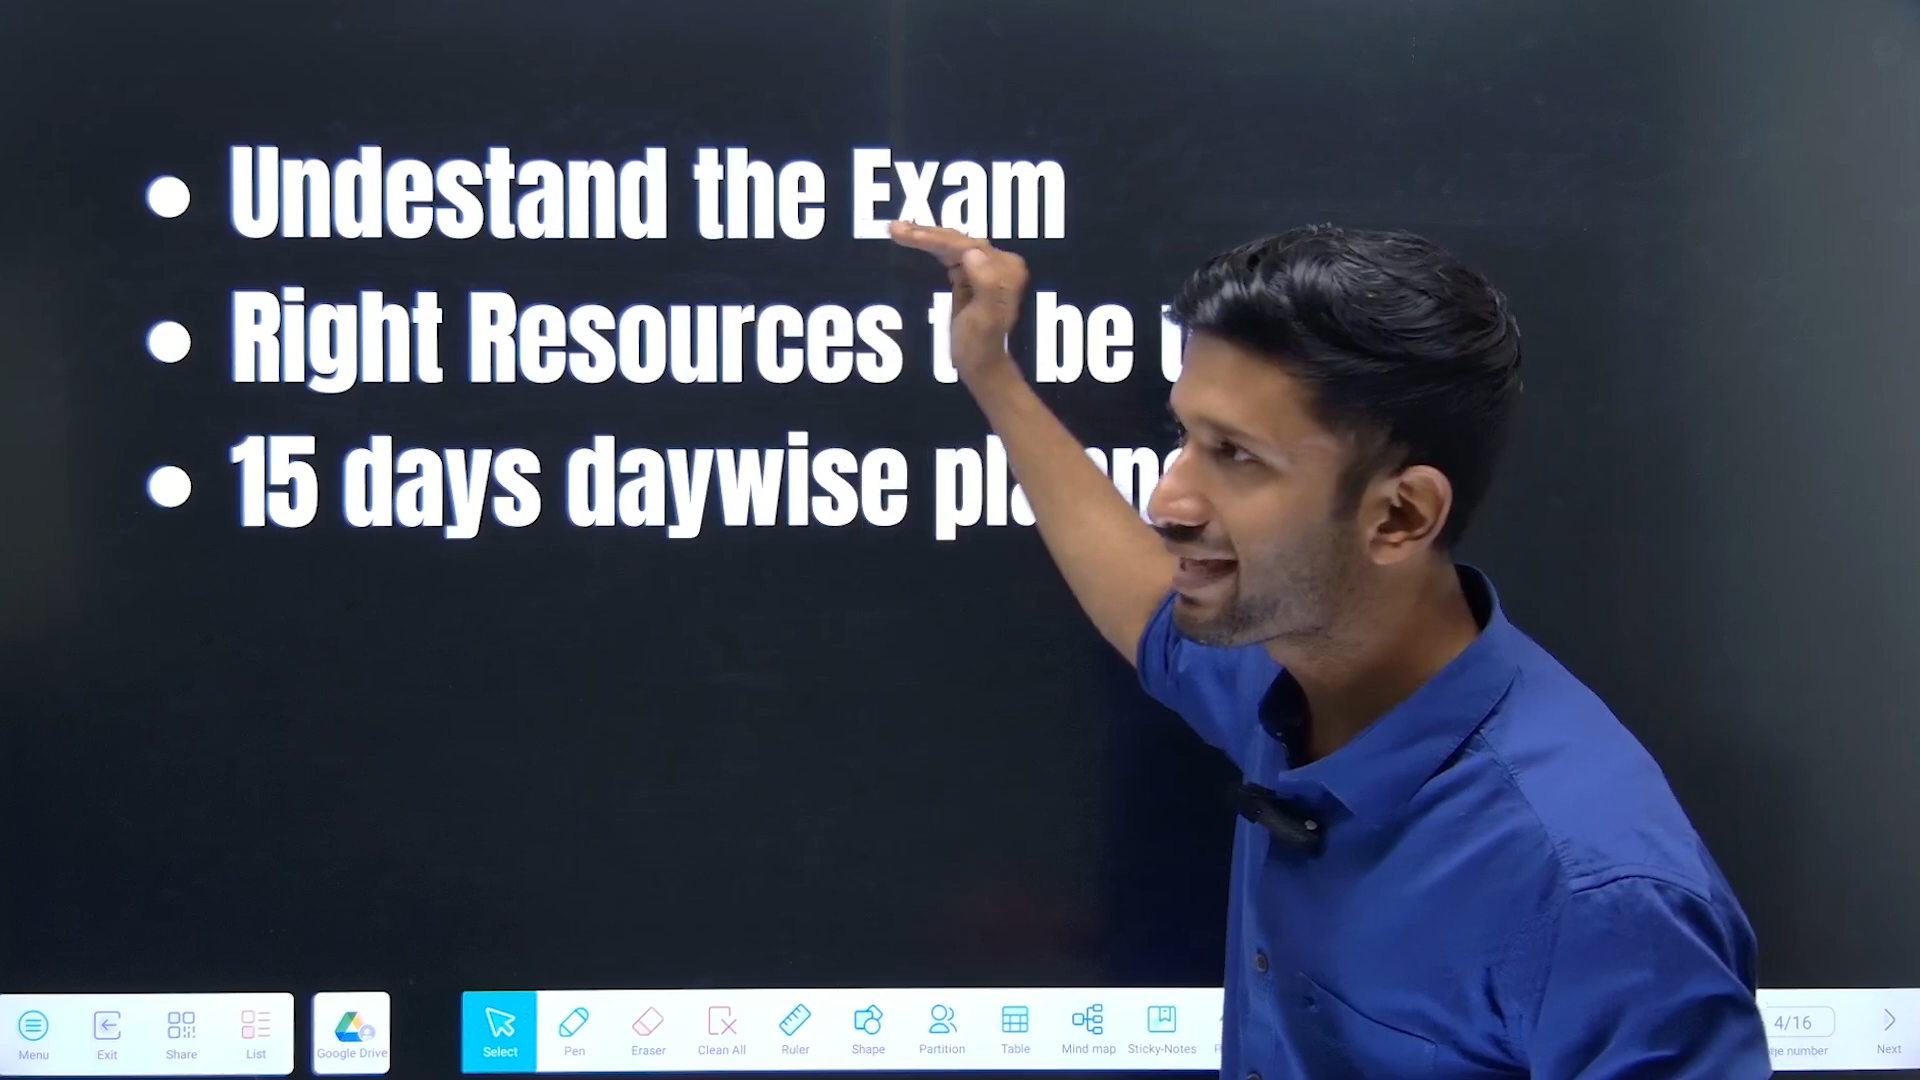 • Undestand the Exam
• Right Resources be
• 15 days daywise
Menu Exit Share List Google Drive Select Pen Eraser Clean All Ruler Shape Partition Table Mind map Sticky-Notes number Next
4/16